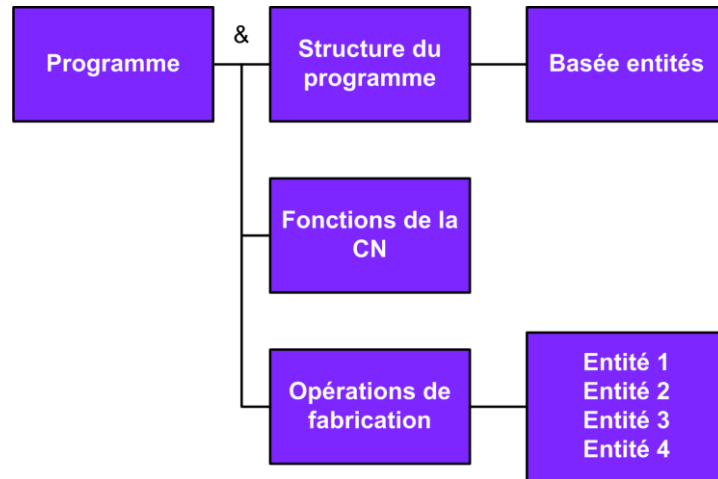 Programme
&
Structure du
programme
Basée entités
Fonctions de la
CN
Opérations de
fabrication
Entité 1
Entité 2
Entité 3
Entité 4